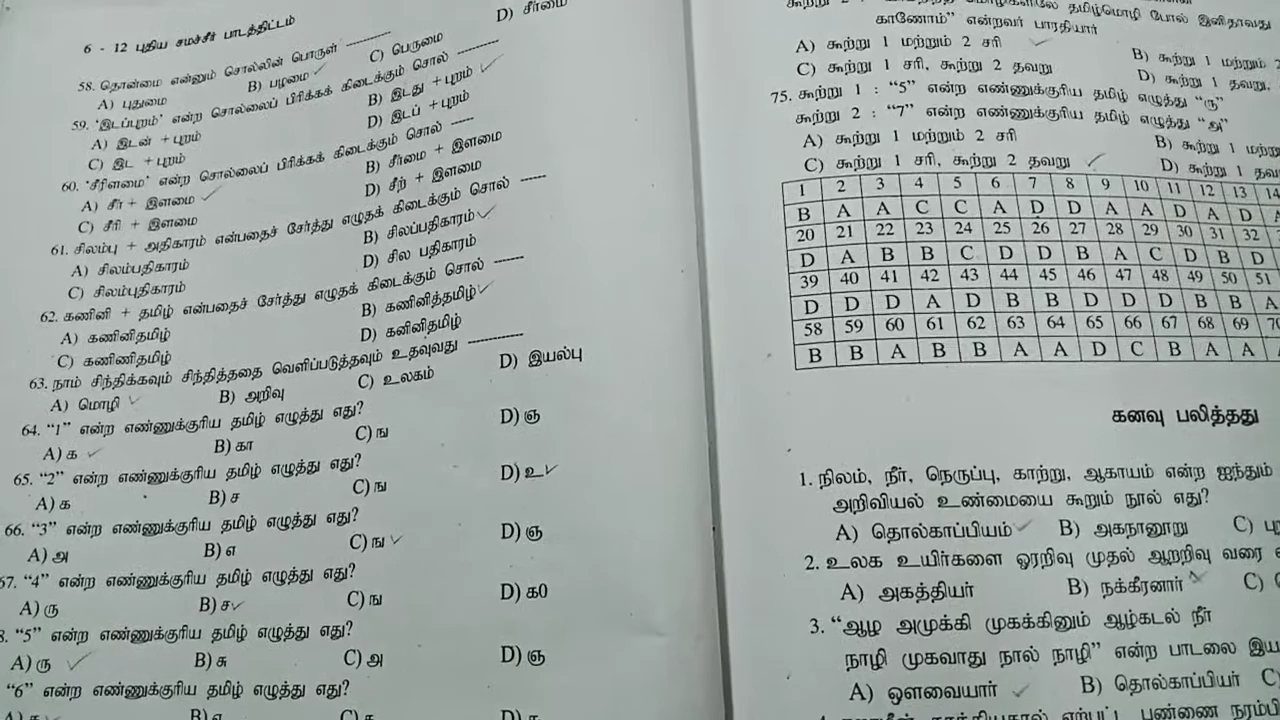 D) சீர்மை
6 - 12 புதிய சமச்சீர் பாடத்திட்டம்
58. தொன்மை என்னும் சொல்லின் பொருள்
A) புதுமை B) பழமை C) பெருமை
59. ‘இடப்புறம்’ என்ற சொல்லைப் பிரிக்கக் கிடைக்கும் சொல்
A) இடன் + புறம் B) இடது + புறம்
C) இட + புறம் D) இடப் + புறம்
60. ‘சீரிளமை’ என்ற சொல்லைப் பிரிக்கக் கிடைக்கும் சொல்
A) சீர் + இளமை B) சீர்மை + இளமை
C) சீரி + இளமை D) சீற் + இளமை
61. சிலம்பு + அதிகாரம் என்பதைச் சேர்த்து எழுதக் கிடைக்கும் சொல்
A) சிலம்பதிகாரம் B) சிலப்பதிகாரம்
C) சிலம்புதிகாரம் D) சில பதிகாரம்
62. கணினி + தமிழ் என்பதைச் சேர்த்து எழுதக் கிடைக்கும் சொல்
A) கணினிதமிழ் B) கணினித்தமிழ்
C) கணிணிதமிழ் D) கனினிதமிழ்
63. நாம் சிந்திக்கவும் சிந்தித்ததை வெளிப்படுத்தவும் உதவுவது
A) மொழி B) அறிவு C) உலகம் D) இயல்பு
64. “1” என்ற எண்ணுக்குரிய தமிழ் எழுத்து எது?
A) க B) கா C) ங D) ஞ
65. “2” என்ற எண்ணுக்குரிய தமிழ் எழுத்து எது?
A) க B) ச C) ங D) உ
66. “3” என்ற எண்ணுக்குரிய தமிழ் எழுத்து எது?
A) அ B) எ C) ங D) ஞ
67. “4” என்ற எண்ணுக்குரிய தமிழ் எழுத்து எது?
A) ரு B) ச C) ங D) க0
8. “5” என்ற எண்ணுக்குரிய தமிழ் எழுத்து எது?
A) ரு B) சு C) அ D) ஞ
“6” என்ற எண்ணுக்குரிய தமிழ் எழுத்து எது?
தமிழ்மொழி போல் இனிதாவது
காணோம்” என்றவர் பாரதியார்
A) கூற்று 1 மற்றும் 2 சரி B) கூற்று 1 மற்றும்
C) கூற்று 1 சரி, கூற்று 2 தவறு D) கூற்று 1 தவறு,
75. கூற்று 1 : “5” என்ற எண்ணுக்குரிய தமிழ் எழுத்து “ரு”
கூற்று 2 : “7” என்ற எண்ணுக்குரிய தமிழ் எழுத்து “அ”
A) கூற்று 1 மற்றும் 2 சரி B) கூற்று 1
C) கூற்று 1 சரி, கூற்று 2 தவறு D) கூற்று 1
1 2 3 4 5 6 7 8 9 10 11 12 13 14
B A A C C A D D A A D A D
20 21 22 23 24 25 26 27 28 29 30 31 32
D A B B C D D B A C D B D
39 40 41 42 43 44 45 46 47 48 49 50 51
D D D A D B B D D D B B A
58 59 60 61 62 63 64 65 66 67 68 69
B B A B B A A D C B A A
கனவு பலித்தது
1. நிலம், நீர், நெருப்பு, காற்று, ஆகாயம் என்ற ஐந்தும்
அறிவியல் உண்மையை கூறும் நூல் எது?
A) தொல்காப்பியம் B) அகநானூறு C)
2. உலக உயிர்களை ஓரறிவு முதல் ஆறறிவு வரை
A) அகத்தியர் B) நக்கீரனார் C)
3. “ஆழ அமுக்கி முகக்கினும் ஆழ்கடல் நீர்
நாழி முகவாது நால் நாழி” என்ற பாடலை
A) ஔவையார் B) தொல்காப்பியர் C)